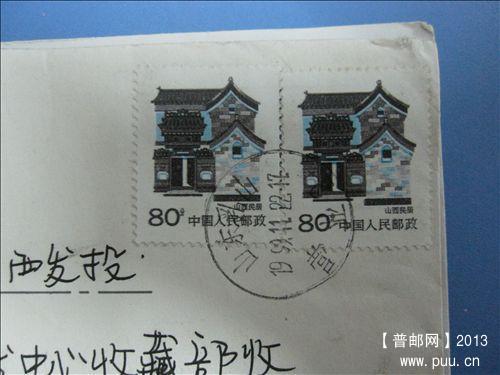 山西民居
80分 中国人民邮政
山西民居
80分 中国人民邮政
山东
1999.11.22.17
西发投.
中心收藏部收
【普邮网】2013
www.puu.cn